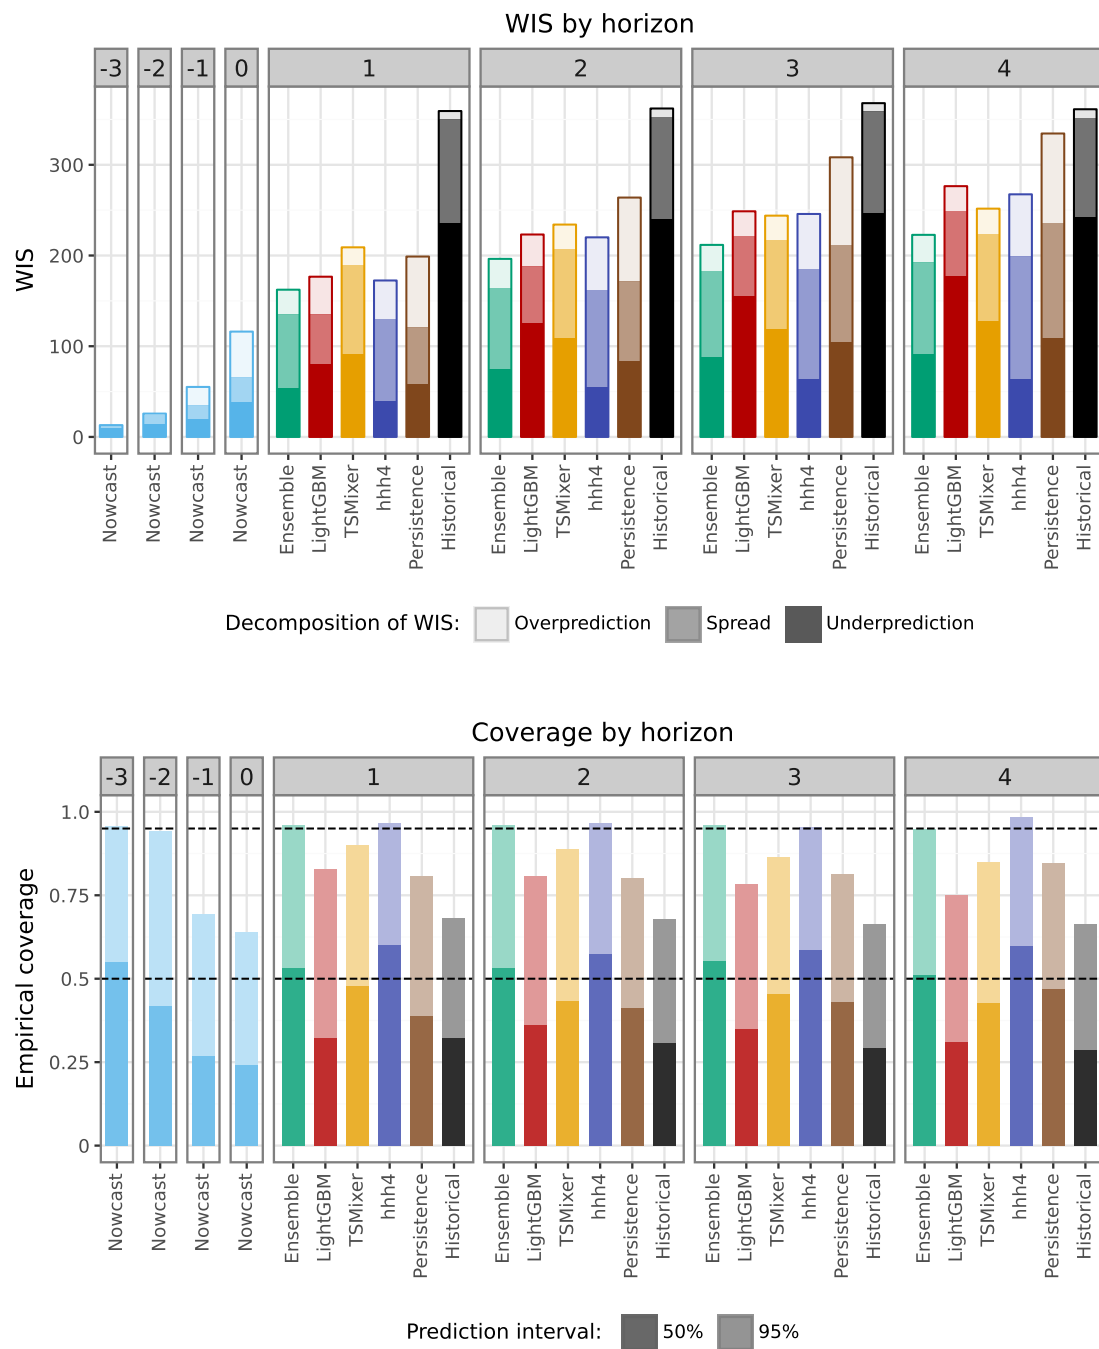 WIS by horizon
-3 -2 -1 0 1 2 3 4
WIS
300
200
100
0
Nowcast Nowcast Nowcast Nowcast Ensemble LightGBM TSMixer hhh4 Persistence Historical Ensemble LightGBM TSMixer hhh4 Persistence Historical Ensemble LightGBM TSMixer hhh4 Persistence Historical Ensemble LightGBM TSMixer hhh4 Persistence Historical
Decomposition of WIS: Overprediction Spread Underprediction
Coverage by horizon
-3 -2 -1 0 1 2 3 4
Empirical coverage
1.0
0.75
0.5
0.25
0
Nowcast Nowcast Nowcast Nowcast Ensemble LightGBM TSMixer hhh4 Persistence Historical Ensemble LightGBM TSMixer hhh4 Persistence Historical Ensemble LightGBM TSMixer hhh4 Persistence Historical Ensemble LightGBM TSMixer hhh4 Persistence Historical
Prediction interval: 50% 95%